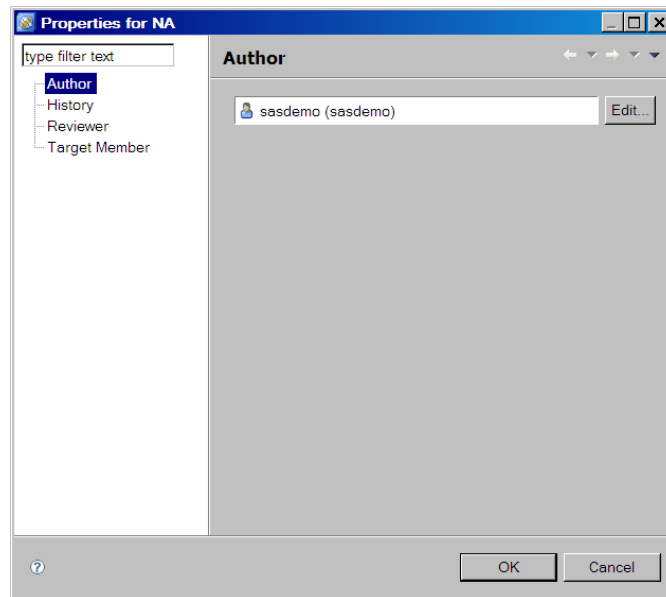 Properties for NA
type filter text
Author
History
Reviewer
Target Member
Author
sasdemo (sasdemo)
Edit...
?
OK
Cancel